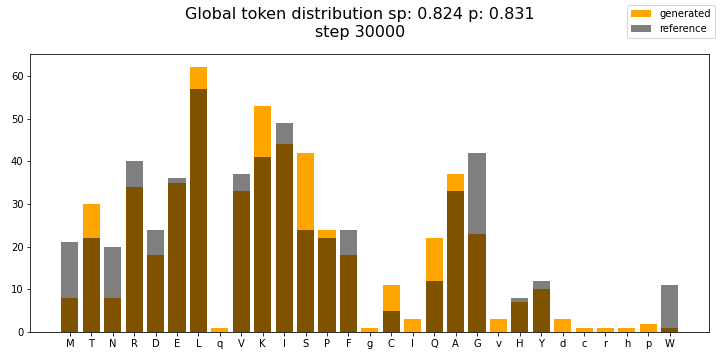 Global token distribution sp: 0.824 p: 0.831
step 30000
generated
reference
60
50
40
30
20
10
0
M T N R D E L q V K I S P F g C l Q A G v H Y d c r h p W